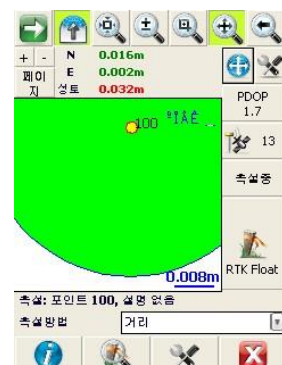 + -
페이
지
N 0.016m
E 0.002m
성토 0.032m
PDOP
1.7
13
100 ºÏÂÊ ..
측설중
0.008m
RTK Float
측설: 포인트 100, 설명 없음
측설방법 거리